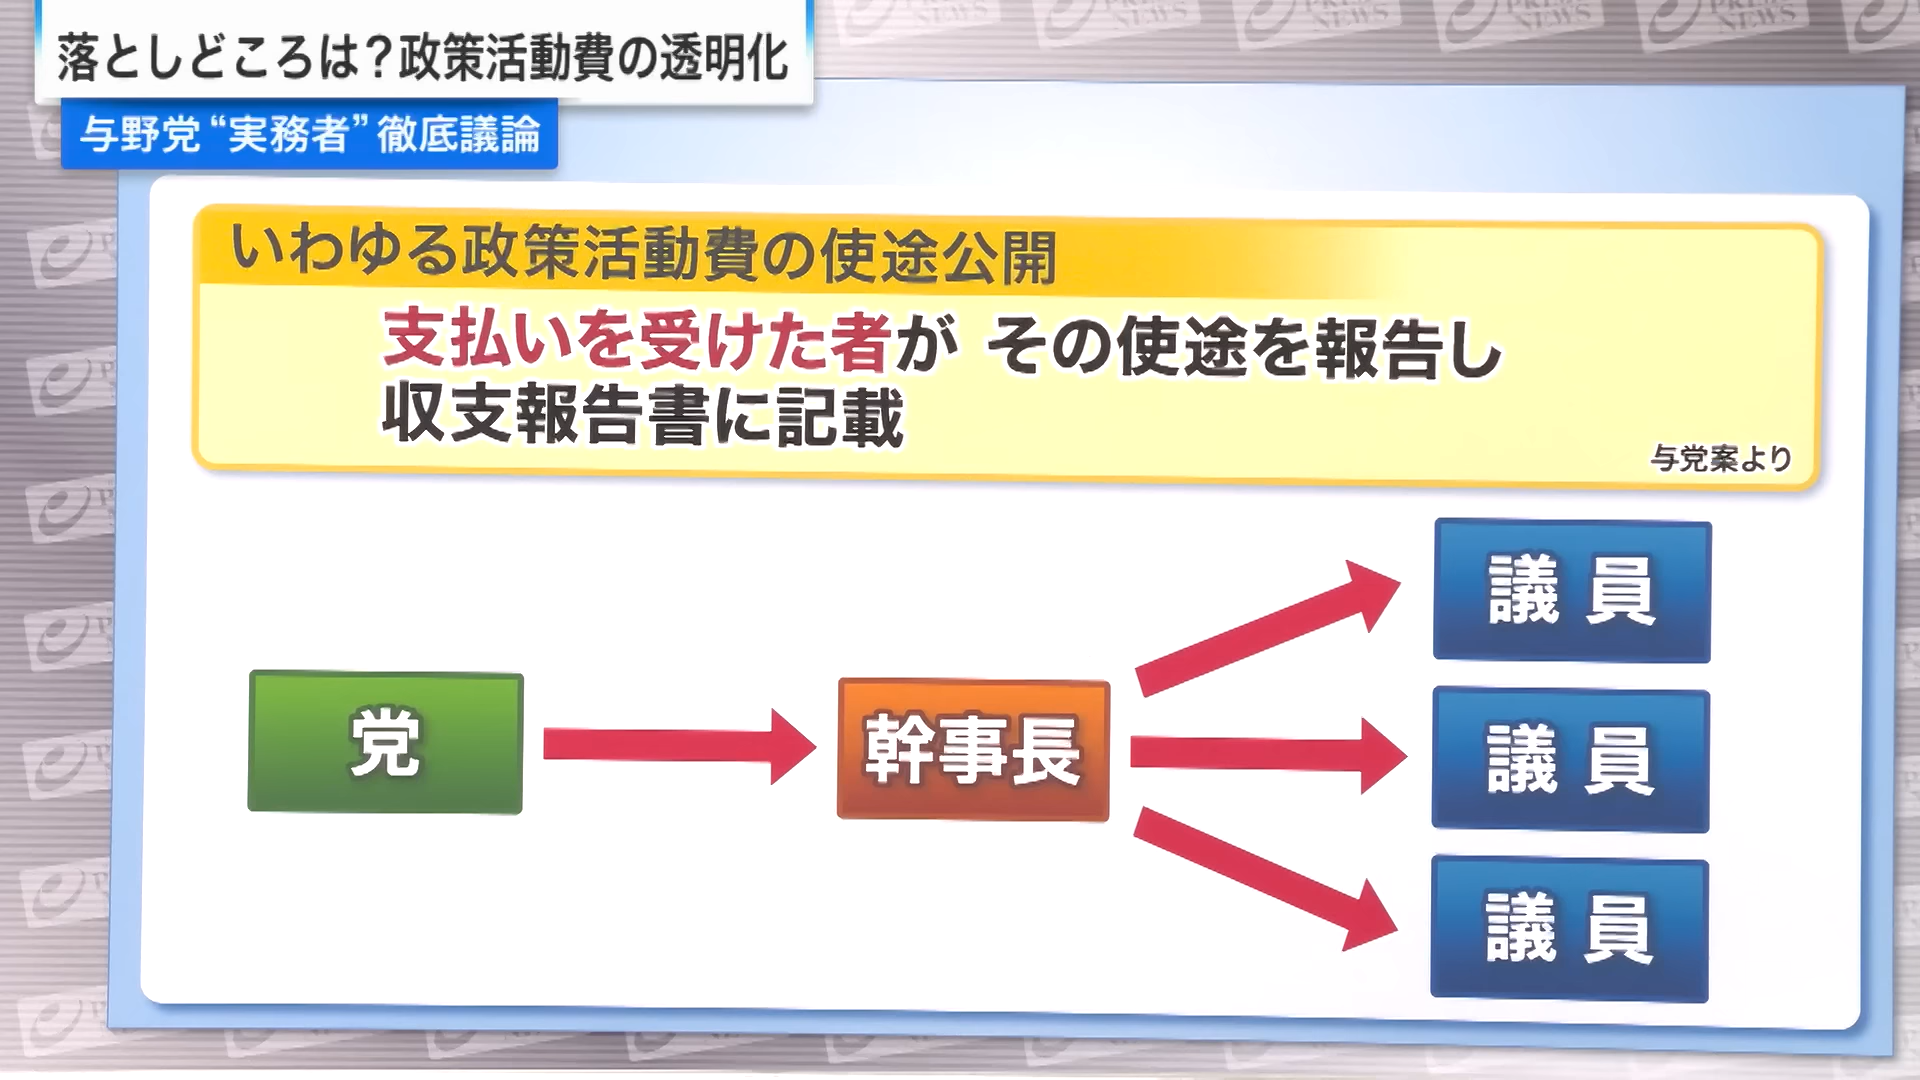 落としどころは？政策活動費の透明化
与野党“実務者”徹底議論
いわゆる政策活動費の使途公開
支払いを受けた者が その使途を報告し
収支報告書に記載
与党案より
党
幹事長
議員
議員
議員